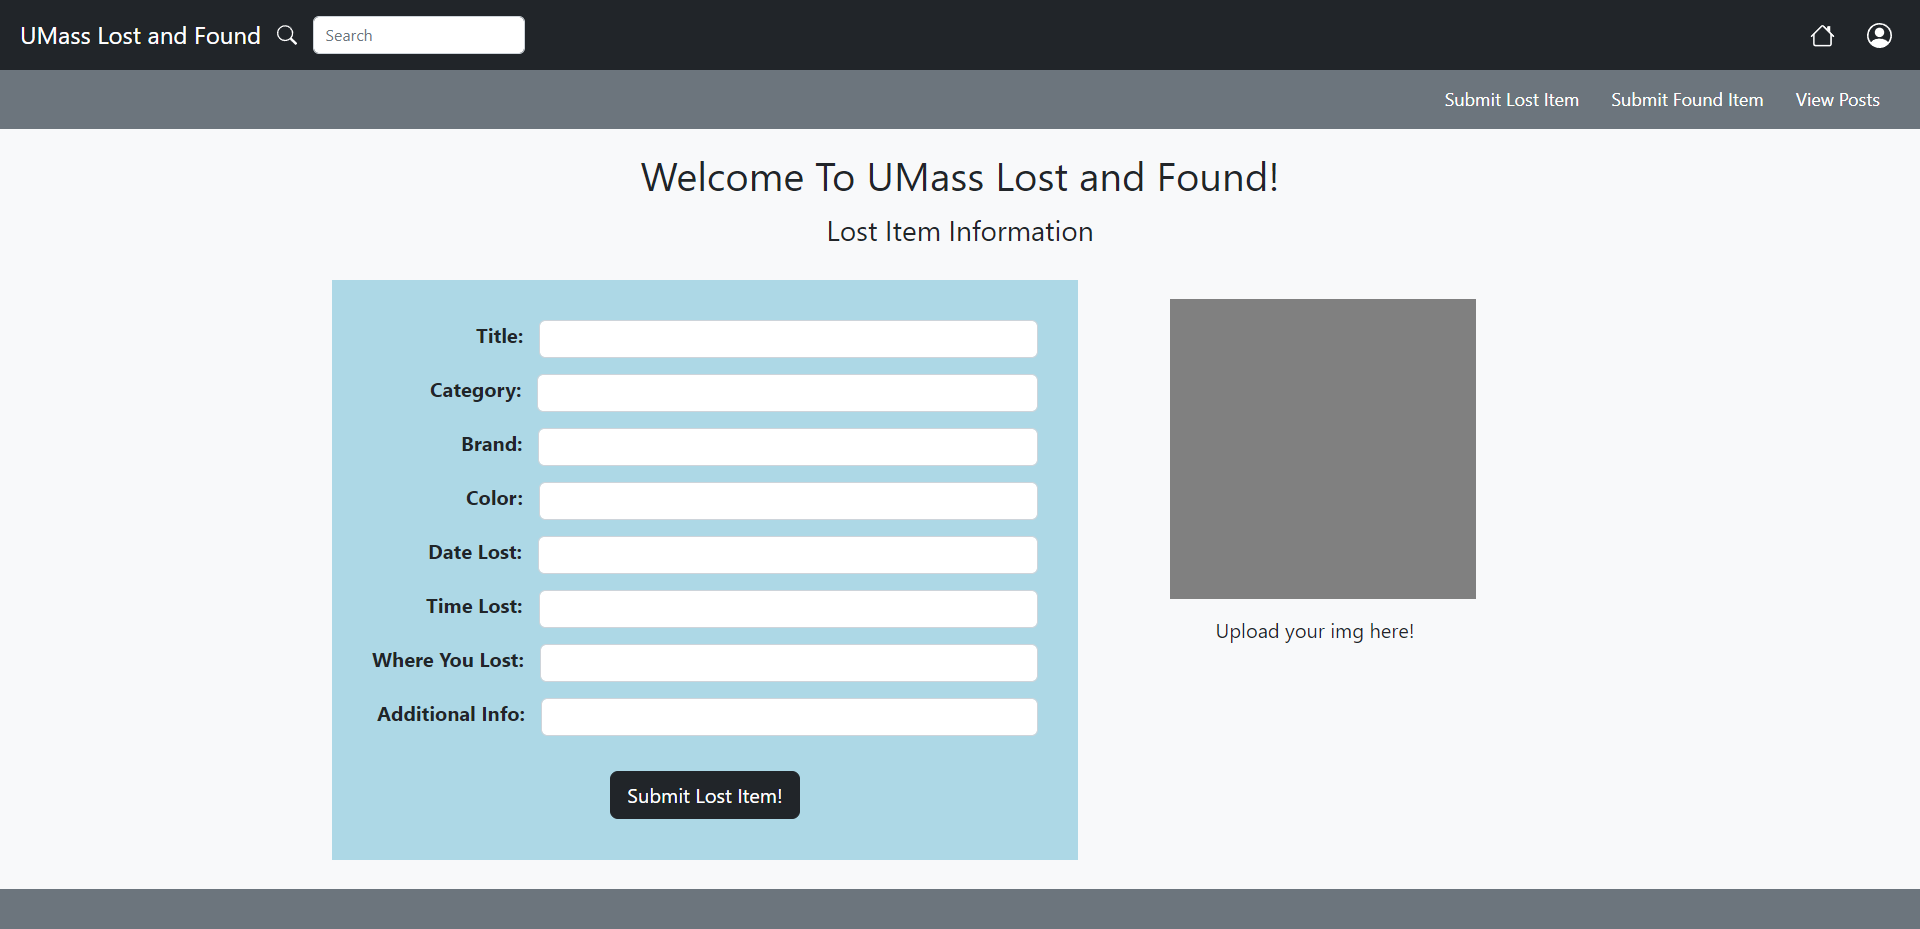 UMass Lost and Found Search
Submit Lost Item Submit Found Item View Posts
Welcome To UMass Lost and Found!
Lost Item Information
Title:
Category:
Brand:
Color:
Date Lost:
Time Lost:
Where You Lost:
Additional Info:
Submit Lost Item!
Upload your img here!